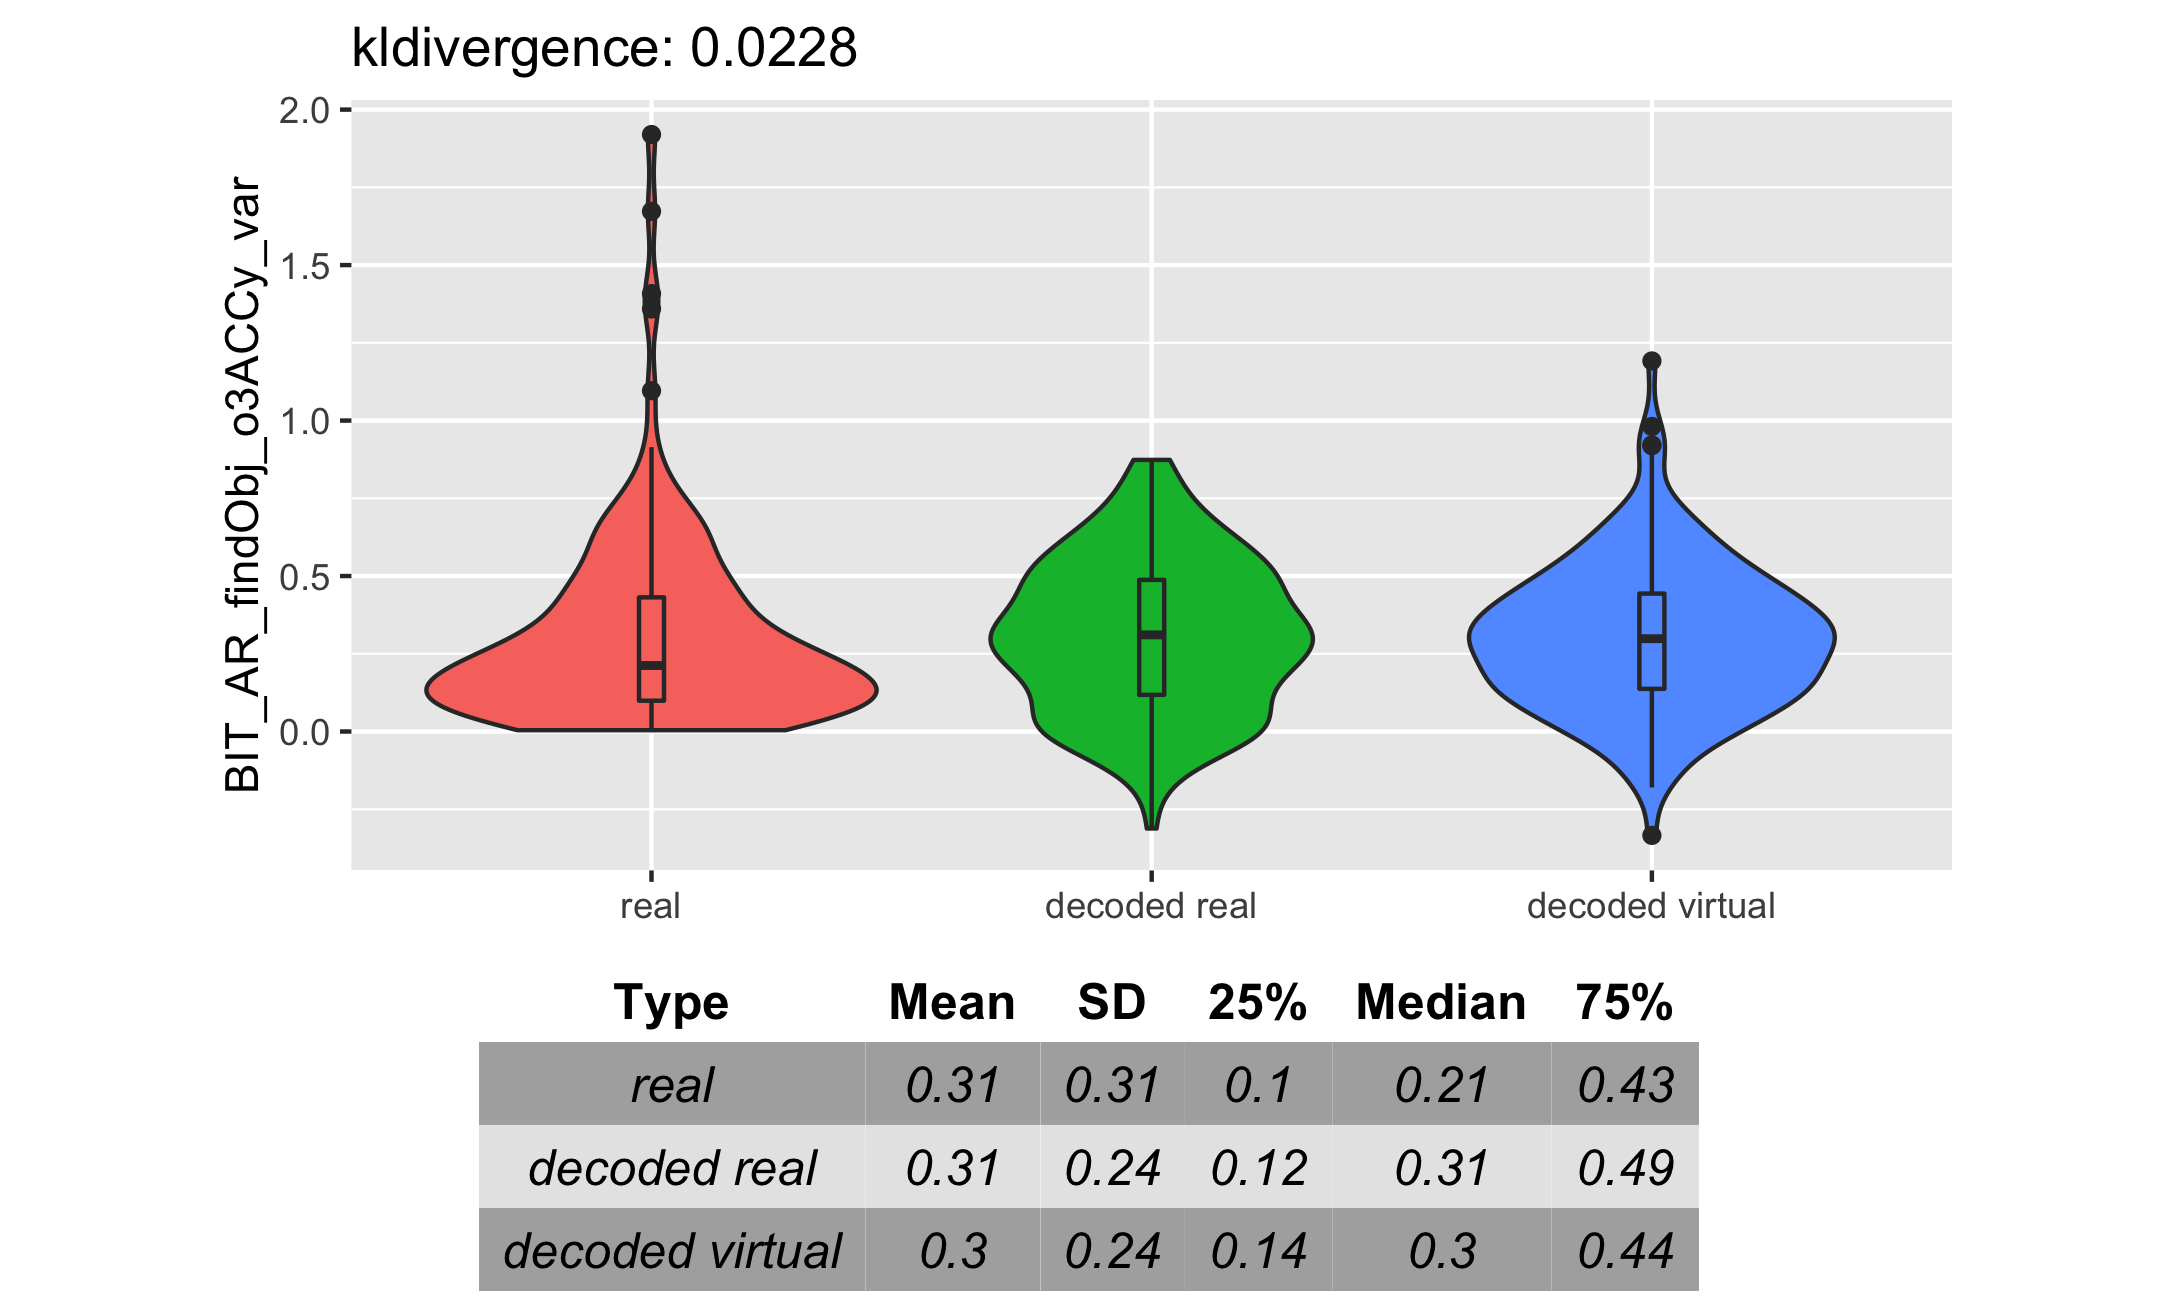 kldivergence: 0.0228
BIT_AR_findObj_o3ACCy_var
2.0
1.5
1.0
0.5
0.0
real decoded real decoded virtual
Type Mean SD 25% Median 75%
real 0.31 0.31 0.1 0.21 0.43
decoded real 0.31 0.24 0.12 0.31 0.49
decoded virtual 0.3 0.24 0.14 0.3 0.44